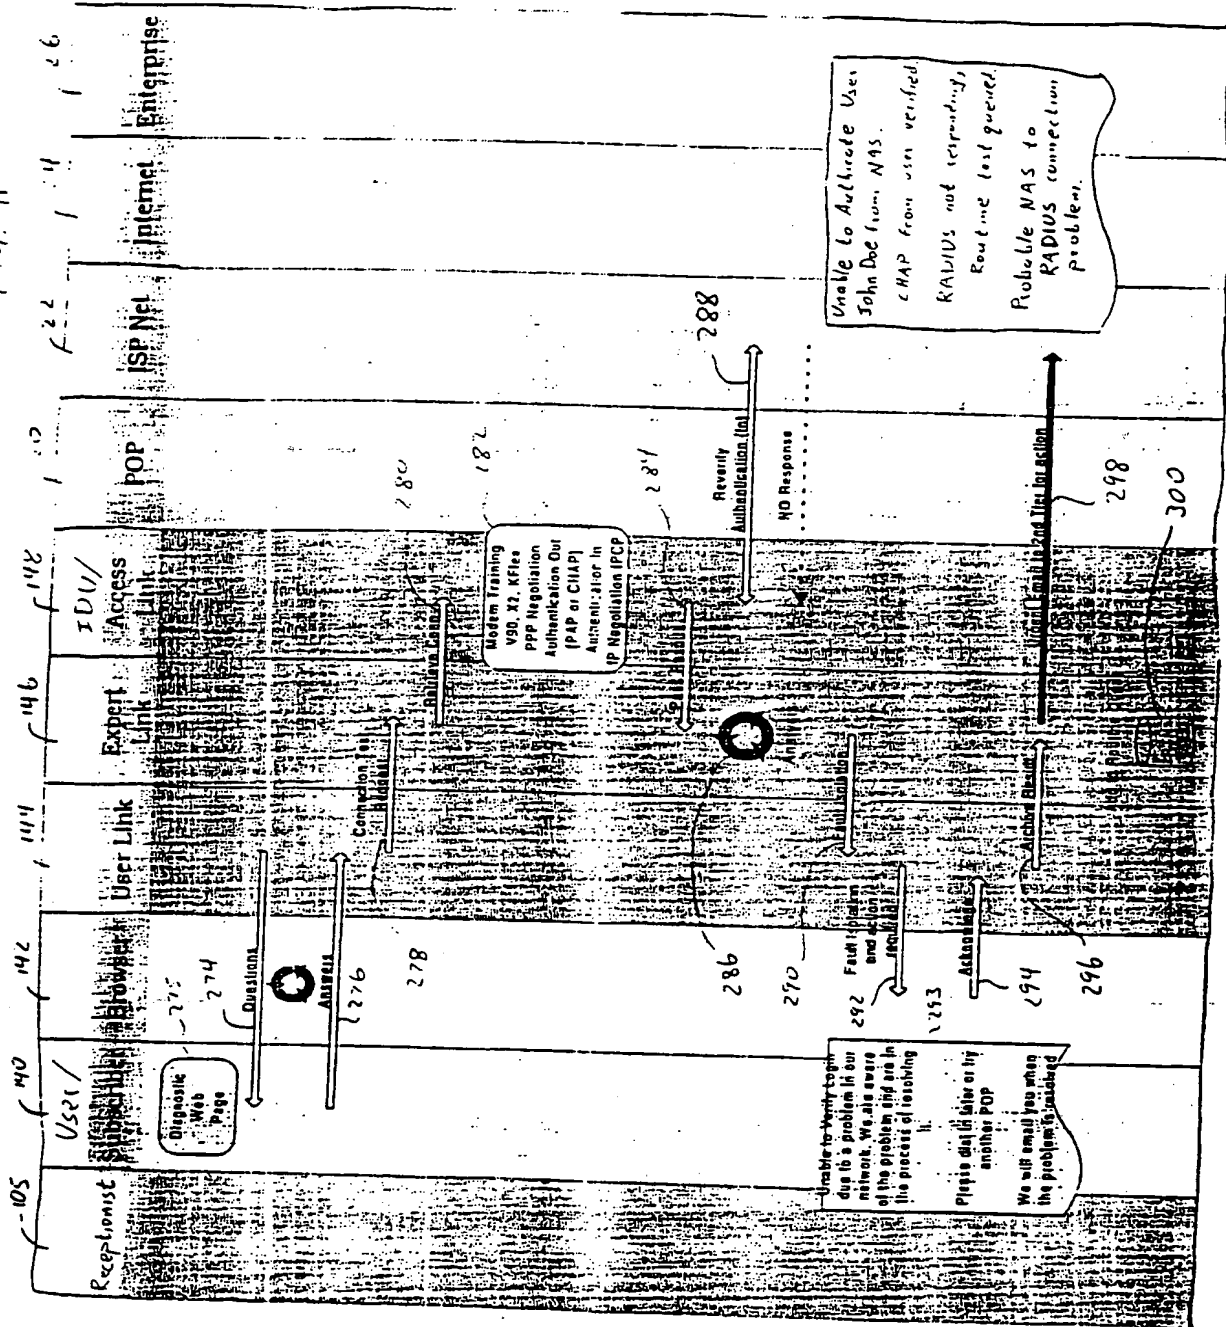 105
140
142
144
146
148
22
26
Receptionist
User/
Subscriber
Browser
User Link
Expert
Link
IDU/
Access
Link
POP
ISP Net
Internet
Enterprise
Diagnostic
Web
Page
275
274
Questions
Answers
276
278
Connection Test
280
Modem Training
V90, X2, KFlex
PPP Negotiation
Authentication Out
(PAP or CHAP)
Authentication In
IP Negotiation IPCP
182
284
286
Reverify
Authentication (in)
288
NO Response
290
Fault Isolation
Fault Isolation
and action
required
292
2293
Acknowledge
294
296
298
300
Unable to Verify Login
due to a problem in our
network. We are aware
of the problem and are in
the process of resolving
it.
Please dial in later or try
another POP
We will email you when
the problem is resolved
Unable to Authicate User
John Doe from NAS.
CHAP from user verified.
RADIUS not responding,
Routine test queued.
Probable NAS to
RADIUS connection
problem.